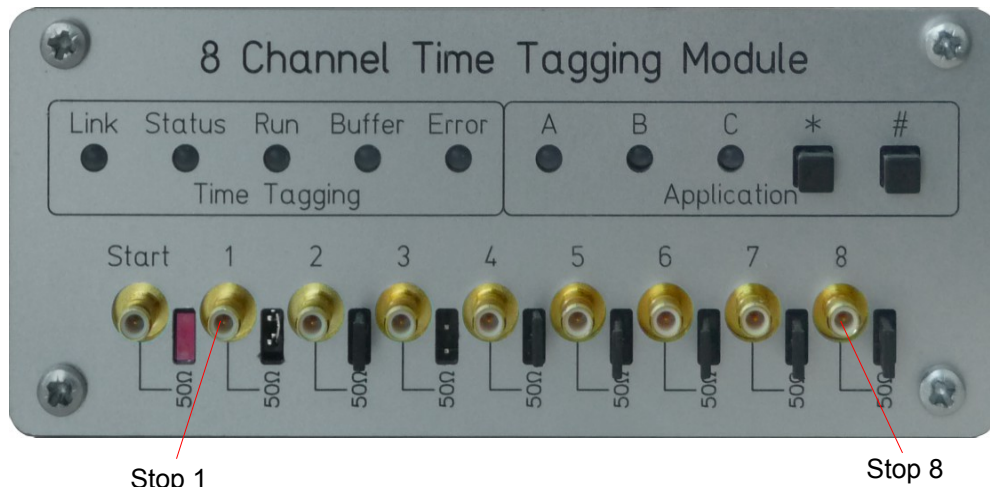 8 Channel Time Tagging Module
Link Status Run Buffer Error A B C * #
Time Tagging Application
Start 1 2 3 4 5 6 7 8
50Ω 50Ω 50Ω 50Ω 50Ω 50Ω 50Ω 50Ω 50Ω
Stop 1 Stop 8